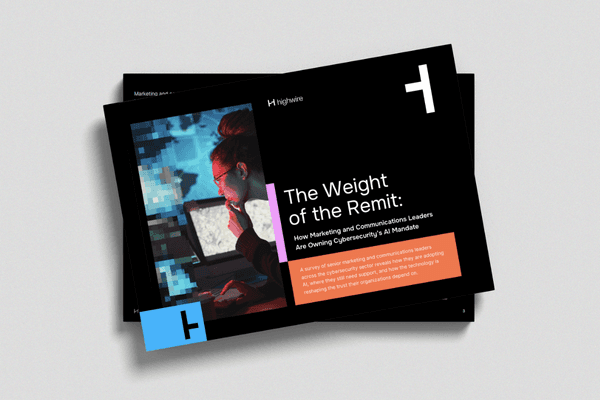 Marketing and
highwire
The Weight
of the Remit:
How Marketing and Communications Leaders
Are Owning Cybersecurity's AI Mandate
A survey of senior marketing and communications leaders
across the cybersecurity sector reveals how they are adopting
AI, where they still need support, and how the technology is
reshaping the trust their organizations depend on.
3